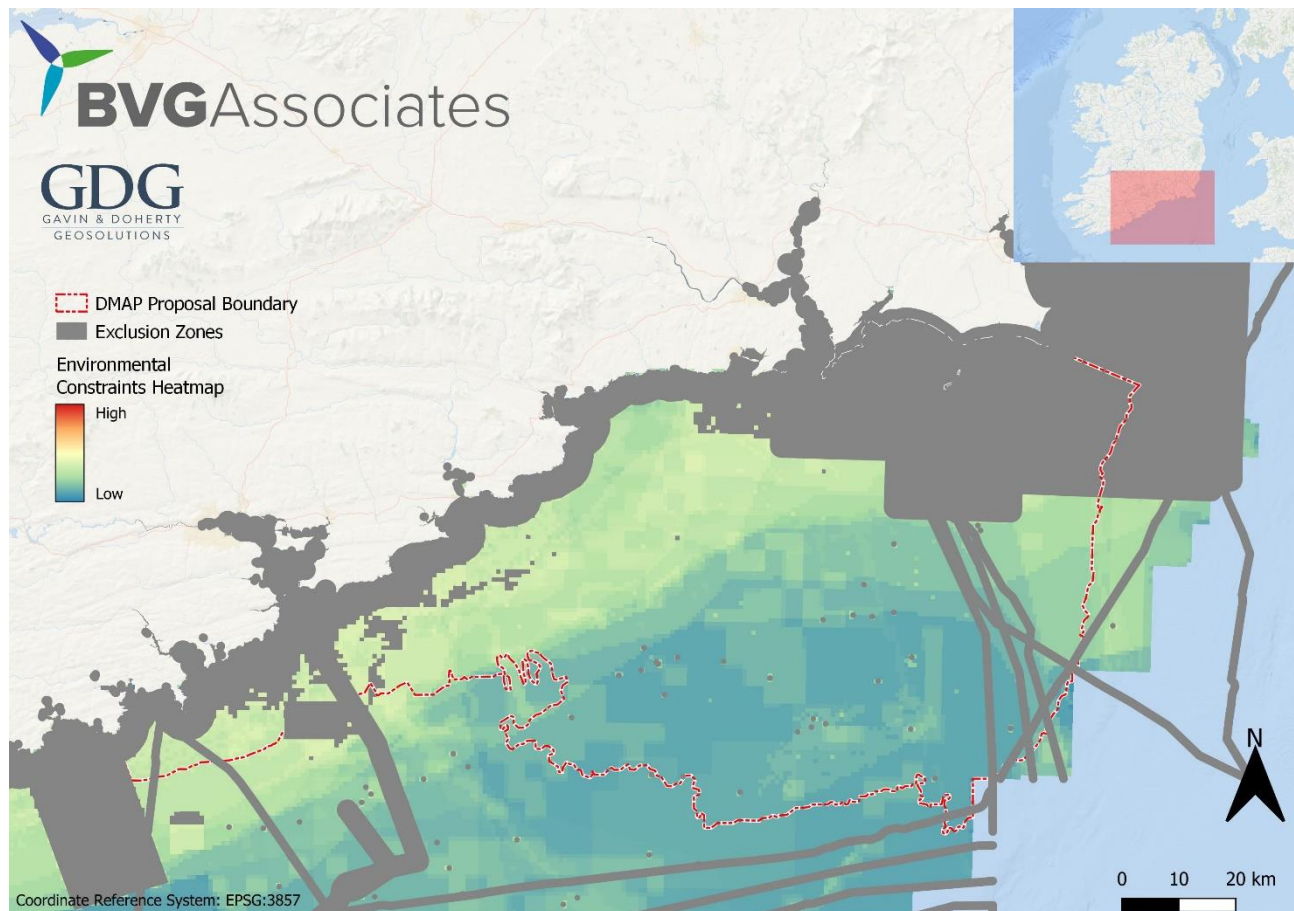 BVGAssociates
GDG
GAVIN & DOHERTY
GEOSOLUTIONS
DMAP Proposal Boundary
Exclusion Zones
Environmental
Constraints Heatmap
High
Low
N
0 10 20 km
Coordinate Reference System: EPSG:3857